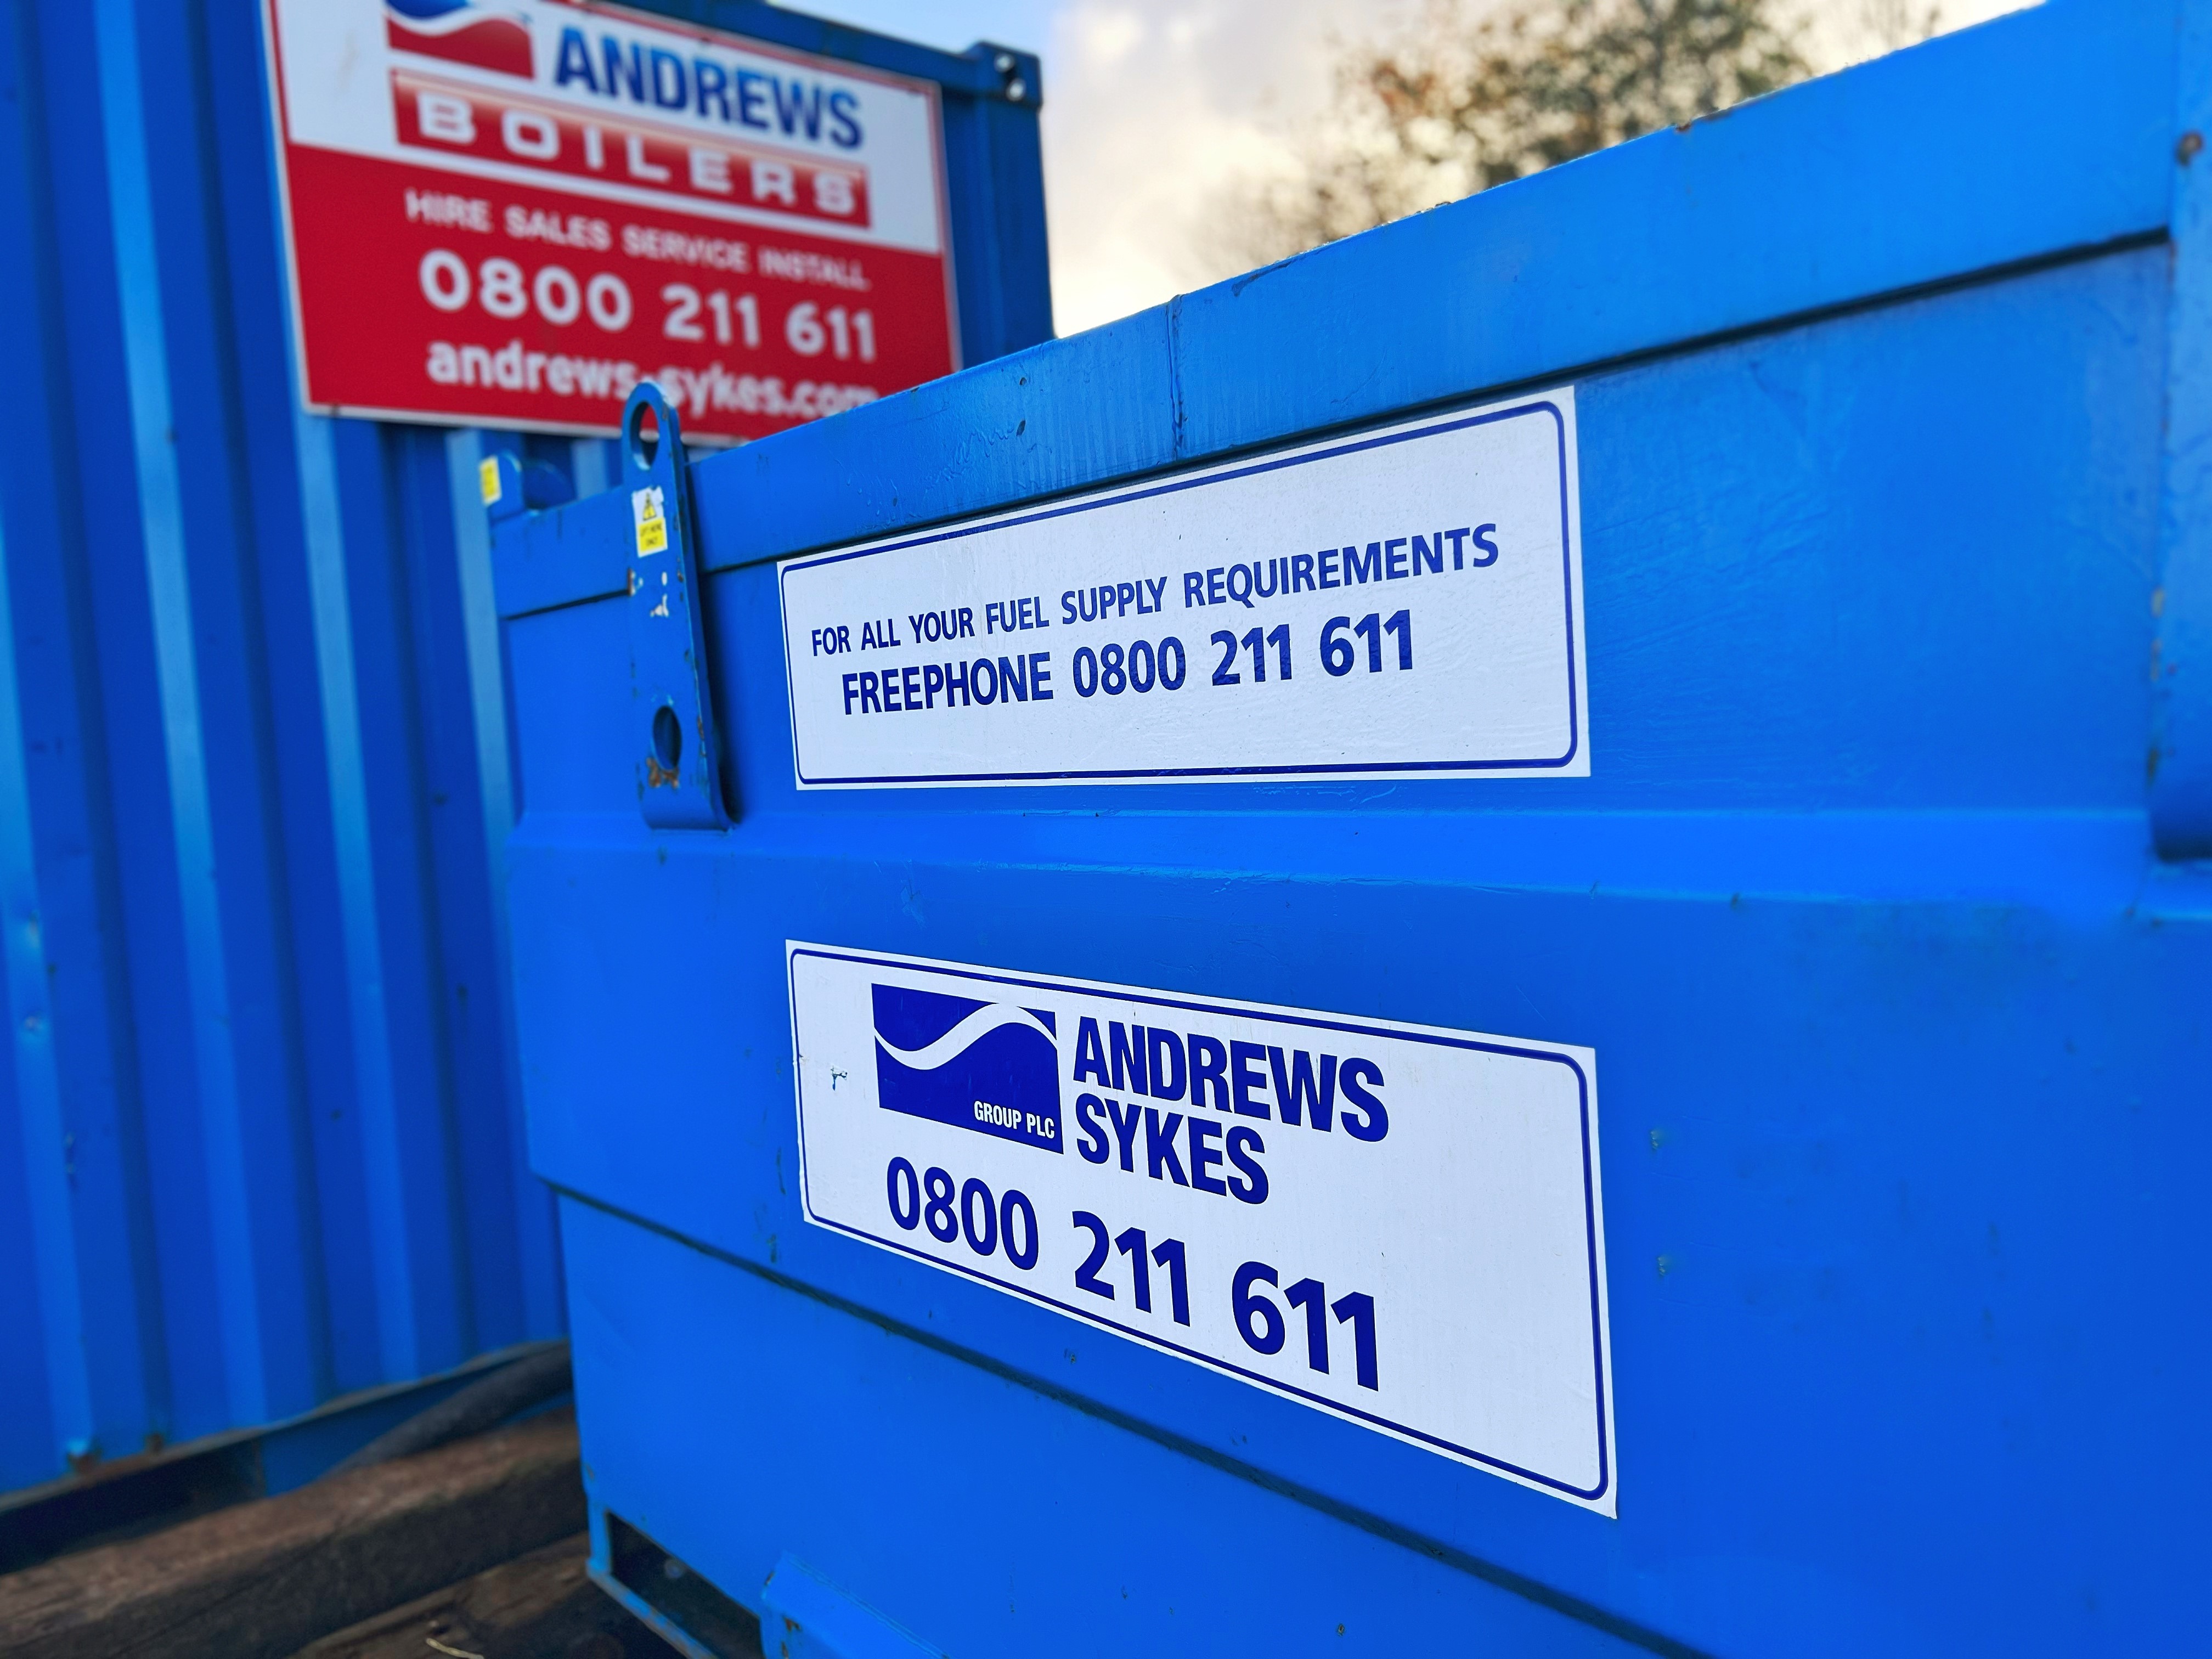 ANDREWS
BOILERS
HIRE SALES SERVICE INSTALL
0800 211 611
andrews-sykes.com
FOR ALL YOUR FUEL SUPPLY REQUIREMENTS
FREEPHONE 0800 211 611
ANDREWS
SYKES
GROUP PLC
0800 211 611